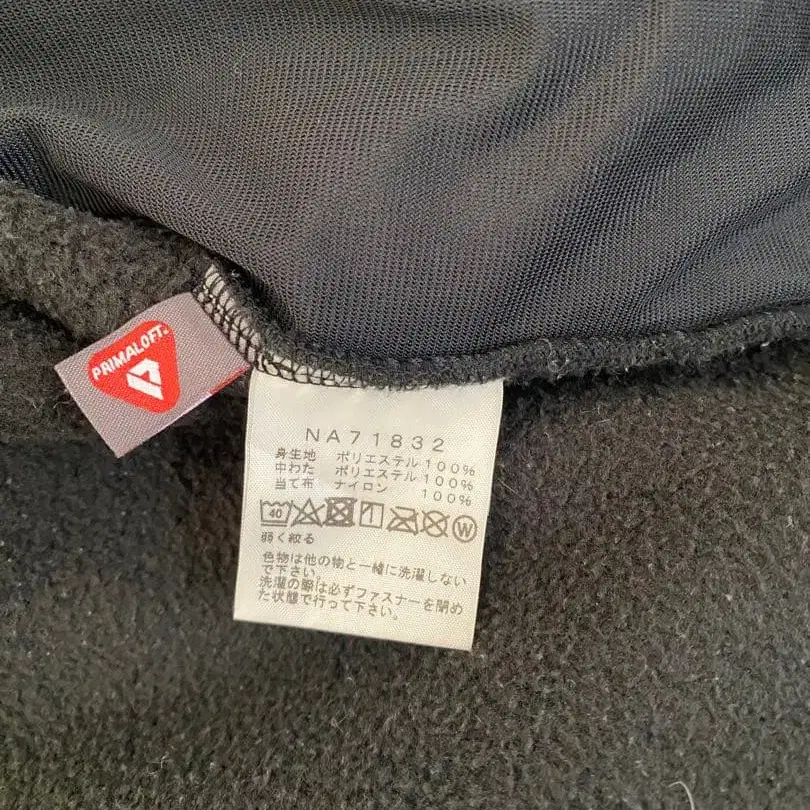 PRIMALOFT
NA71832
身生地 ポリエステル100%
中わた ポリエステル100%
当て布 ナイロン 100%
40 W
弱く絞る
色物は他の物と一緒に洗濯しない
で下さい。
洗濯の際は必ずファスナーを閉め
た状態で行って下さい。